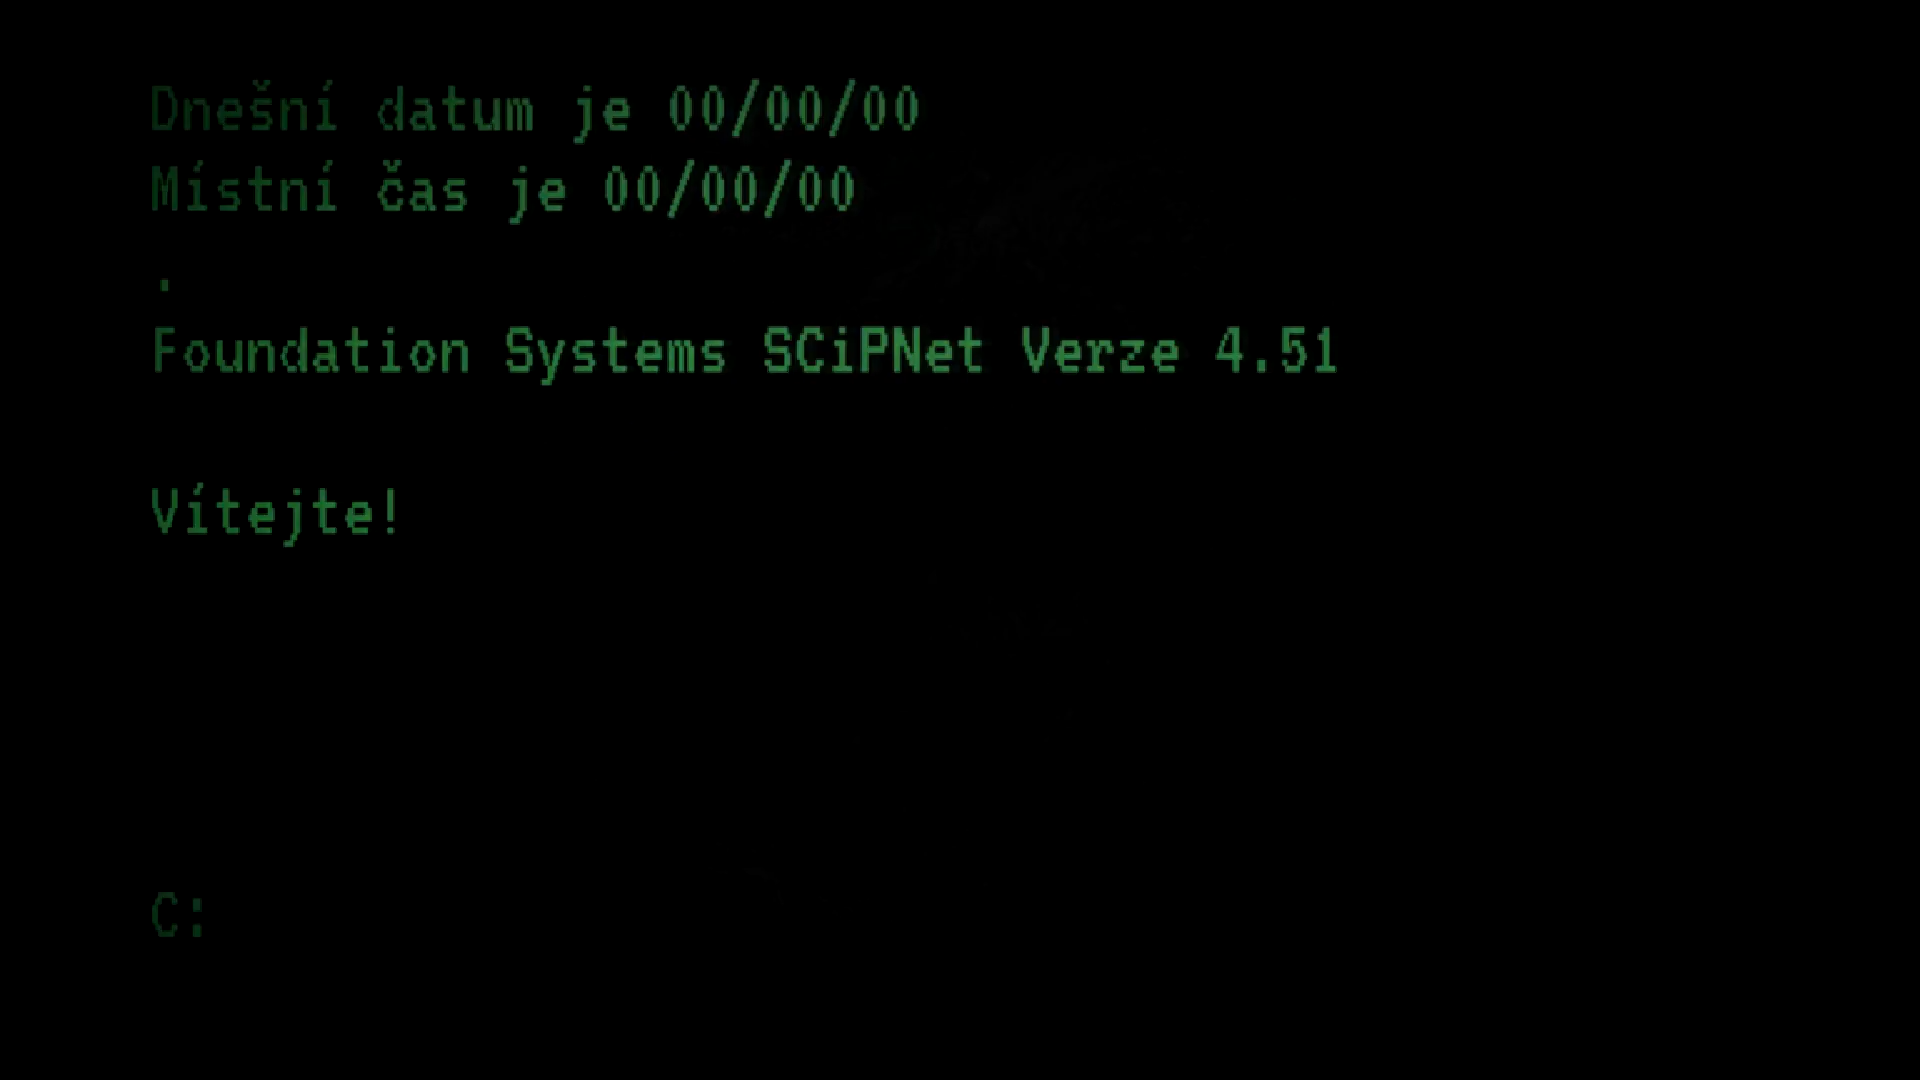 Dnešní datum je 00/00/00
Místní čas je 00/00/00
.
Foundation Systems SCiPNet Verze 4.51
Vítejte!
C: